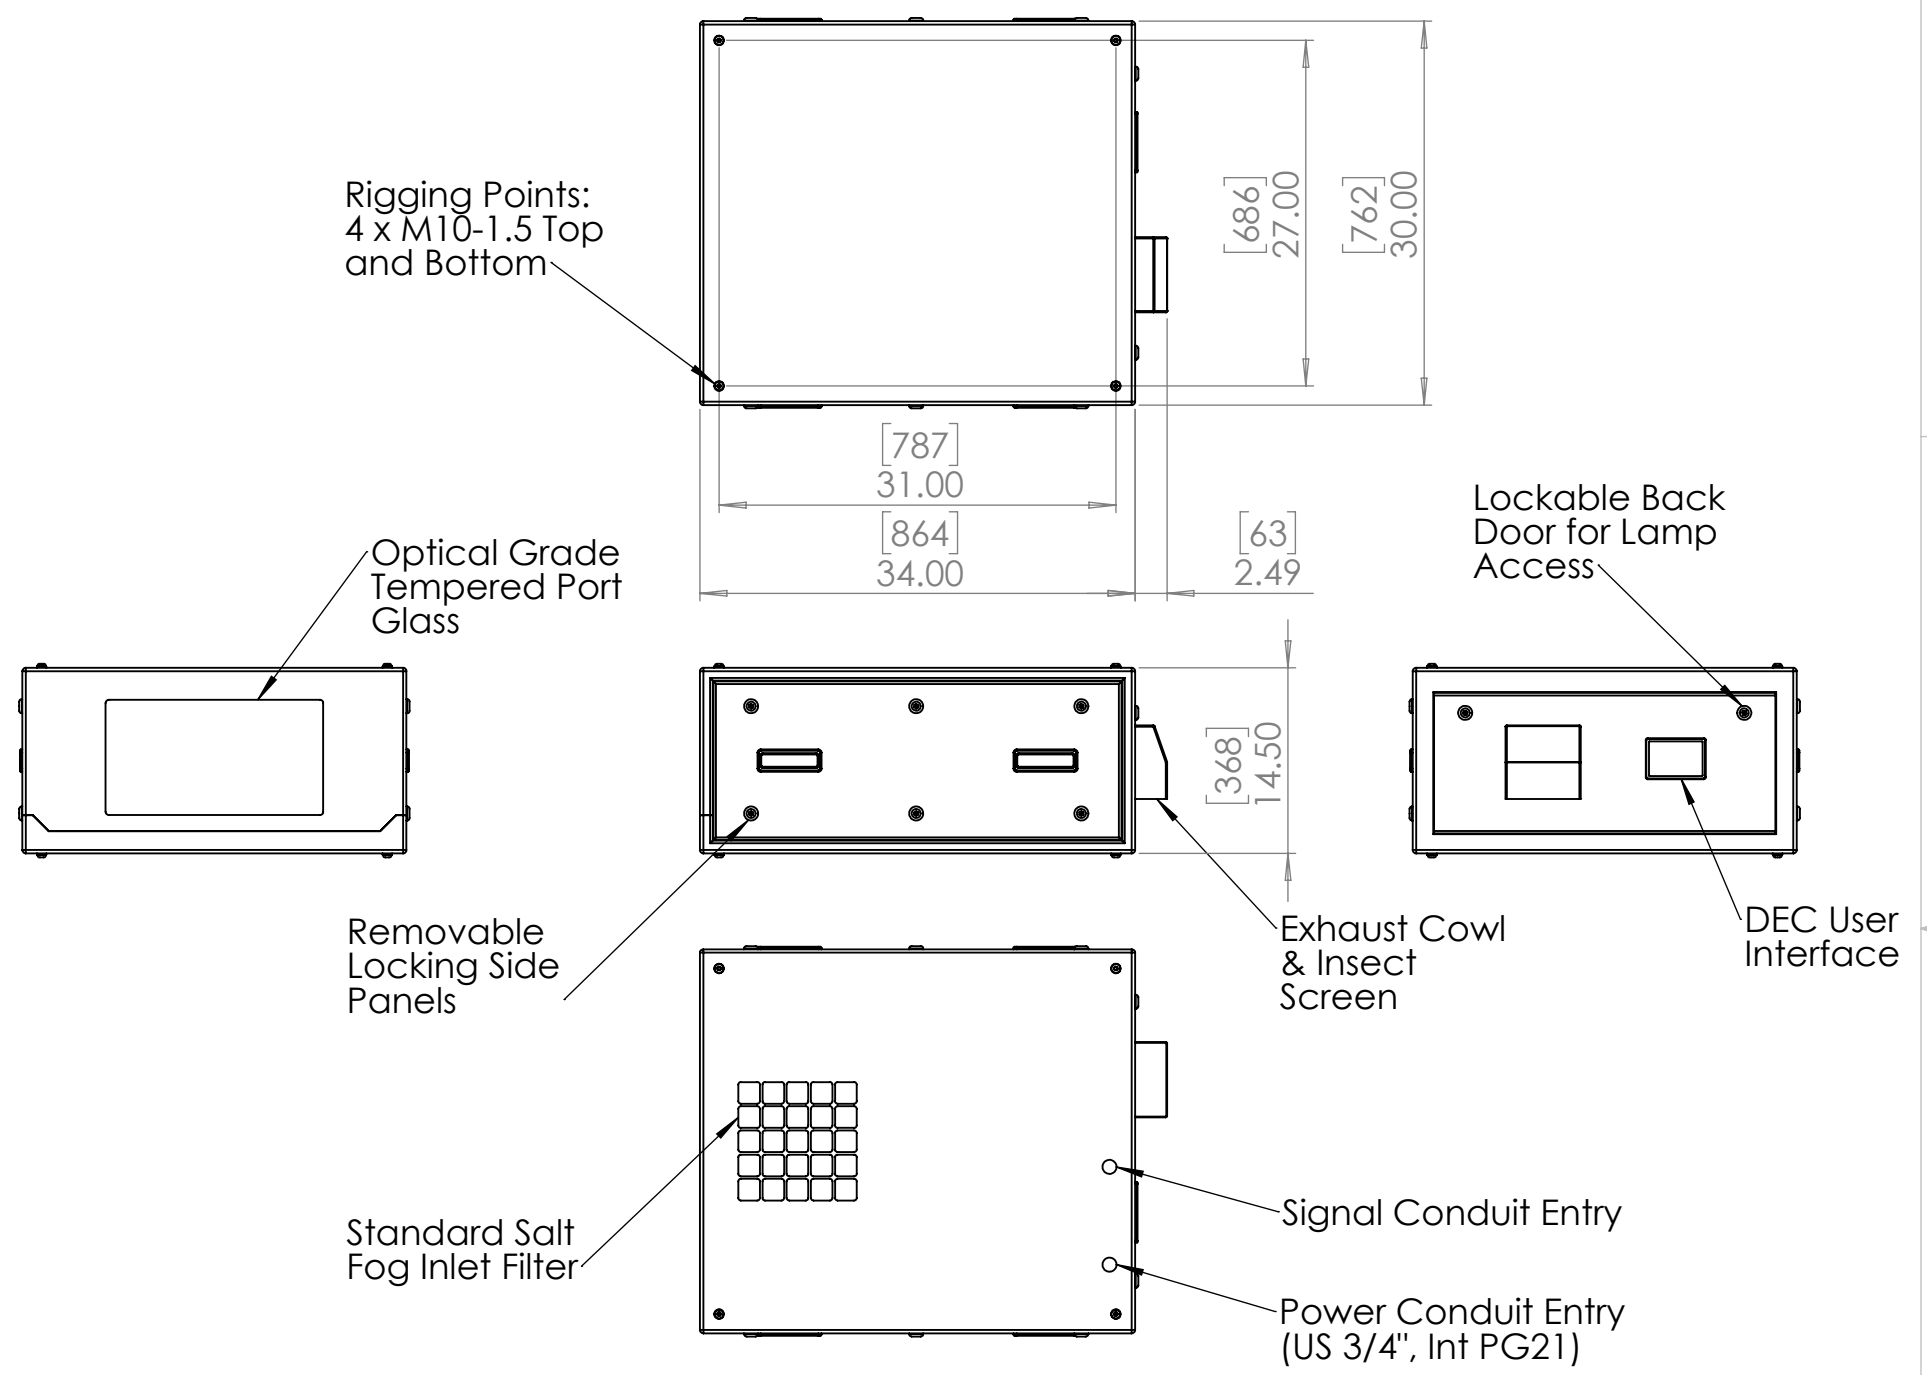 Rigging Points:
4 x M10-1.5 Top
and Bottom
[686]
27.00
[762]
30.00
[787]
31.00
[864]
34.00
[63]
2.49
Lockable Back
Door for Lamp
Access
Optical Grade
Tempered Port
Glass
[368]
14.50
Removable
Locking Side
Panels
Exhaust Cowl
& Insect
Screen
DEC User
Interface
Standard Salt
Fog Inlet Filter
Signal Conduit Entry
Power Conduit Entry
(US 3/4", Int PG21)